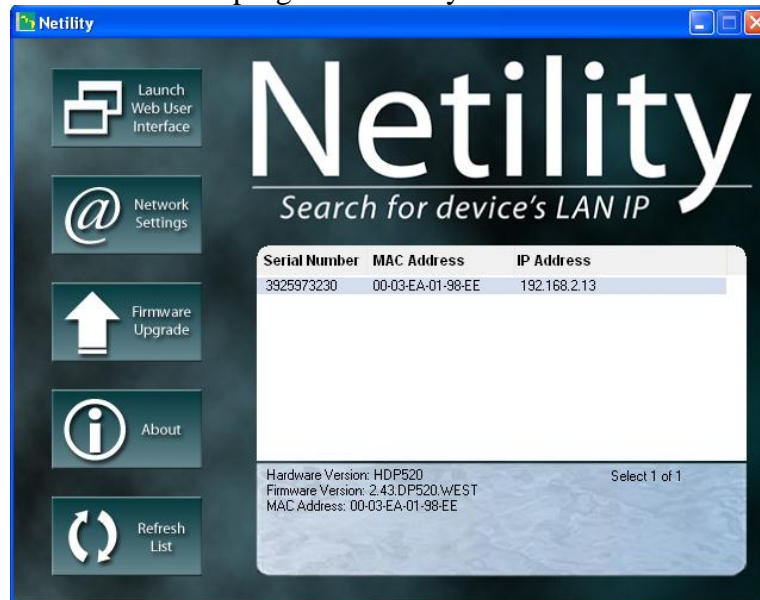 Netility
Launch
Web User
Interface
Network
Settings
Firmware
Upgrade
About
Refresh
List
Netility
Search for device's LAN IP
Serial Number MAC Address IP Address
3925973230 00-03-EA-01-98-EE 192.168.2.13
Hardware Version: HDP520 Select 1 of 1
Firmware Version: 2.43.DP520.WEST
MAC Address: 00-03-EA-01-98-EE